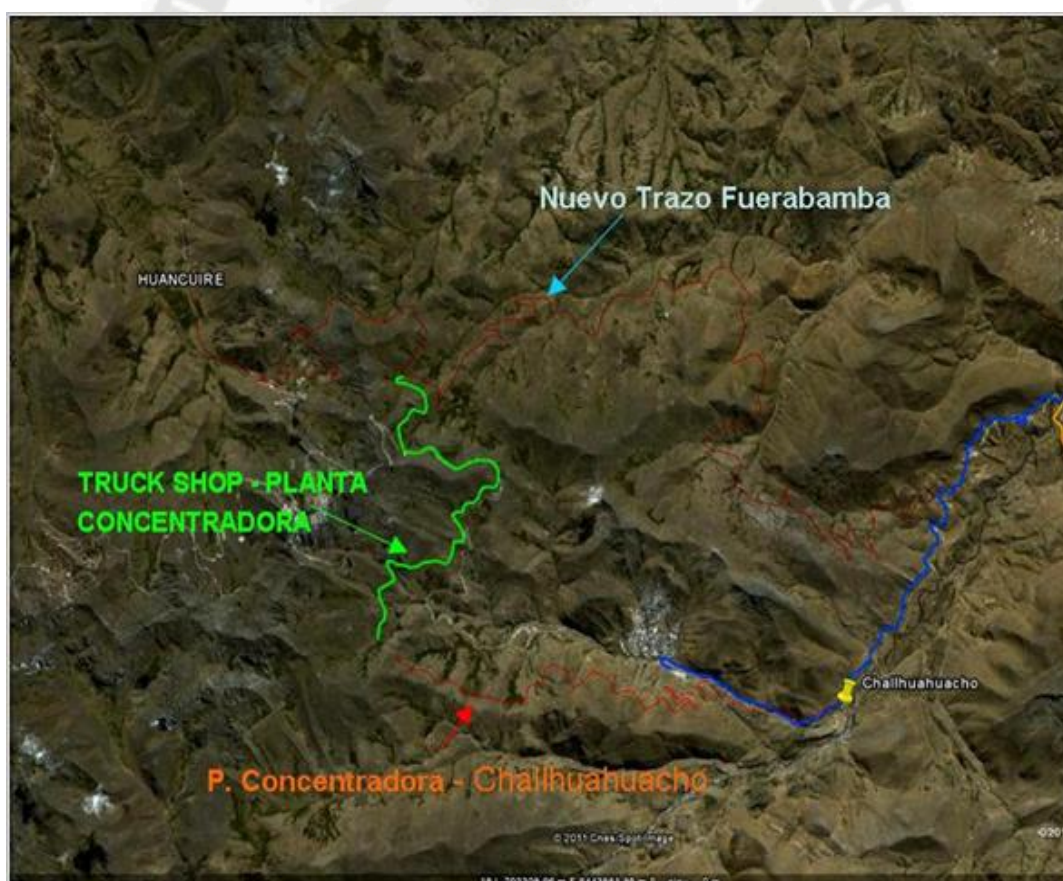 Nuevo Trazo Fuerabamba
HUANCUIRE
TRUCK SHOP - PLANTA
CONCENTRADORA
Challhuahuacho
P. Concentradora - Challhuahuacho
© 2011 Cnes/Spot Image